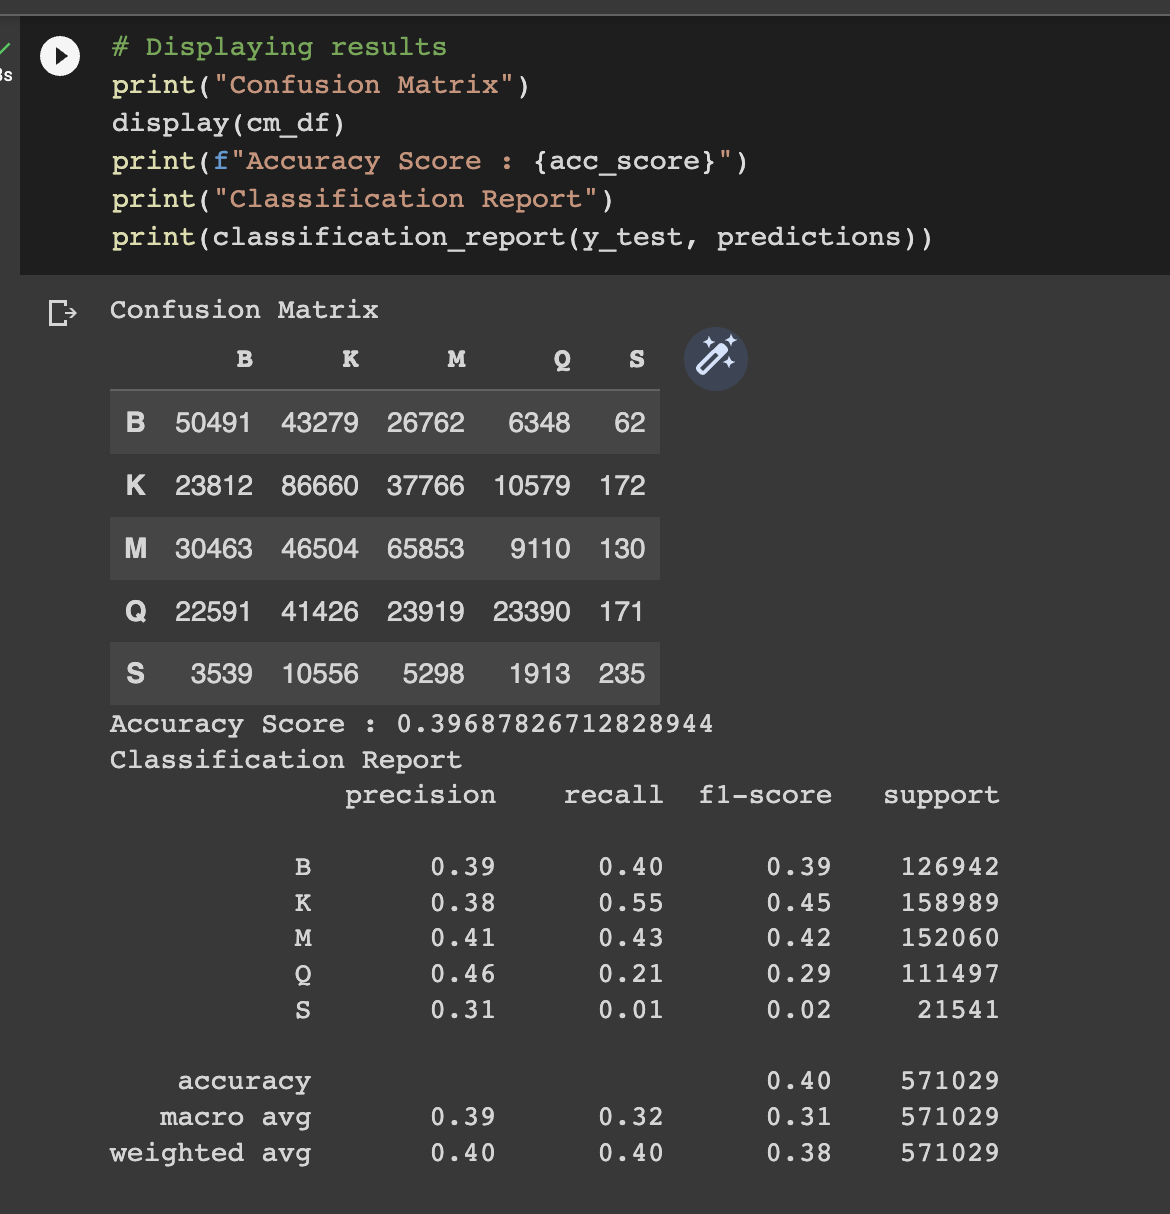 # Displaying results
print("Confusion Matrix")
display(cm_df)
print(f"Accuracy Score : {acc_score}")
print("Classification Report")
print(classification_report(y_test, predictions))
Confusion Matrix
B K M Q S
B 50491 43279 26762 6348 62
K 23812 86660 37766 10579 172
M 30463 46504 65853 9110 130
Q 22591 41426 23919 23390 171
S 3539 10556 5298 1913 235
Accuracy Score : 0.39687826712828944
Classification Report
precision recall f1-score support
B 0.39 0.40 0.39 126942
K 0.38 0.55 0.45 158989
M 0.41 0.43 0.42 152060
Q 0.46 0.21 0.29 111497
S 0.31 0.01 0.02 21541
accuracy 0.40 571029
macro avg 0.39 0.32 0.31 571029
weighted avg 0.40 0.40 0.38 571029